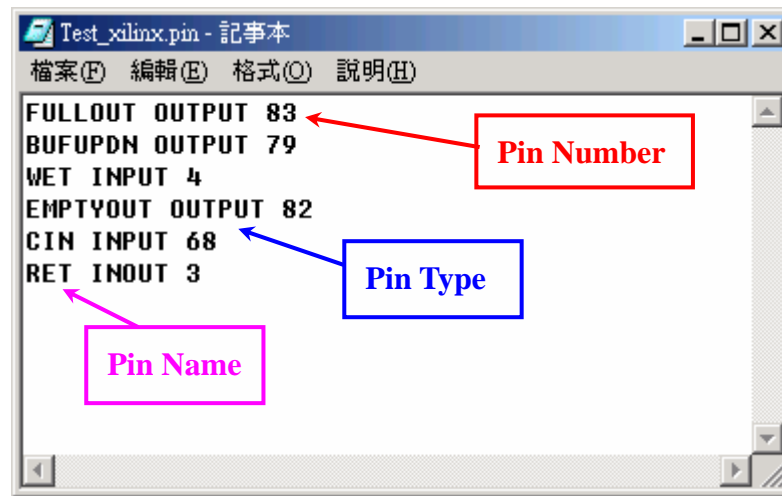 Test_xilinx.pin - 記事本
檔案(F) 編輯(E) 格式(O) 說明(H)
FULLOUT OUTPUT 83
BUFUPDN OUTPUT 79
WET INPUT 4
EMPTYOUT OUTPUT 82
CIN INPUT 68
RET INOUT 3
Pin Number
Pin Type
Pin Name